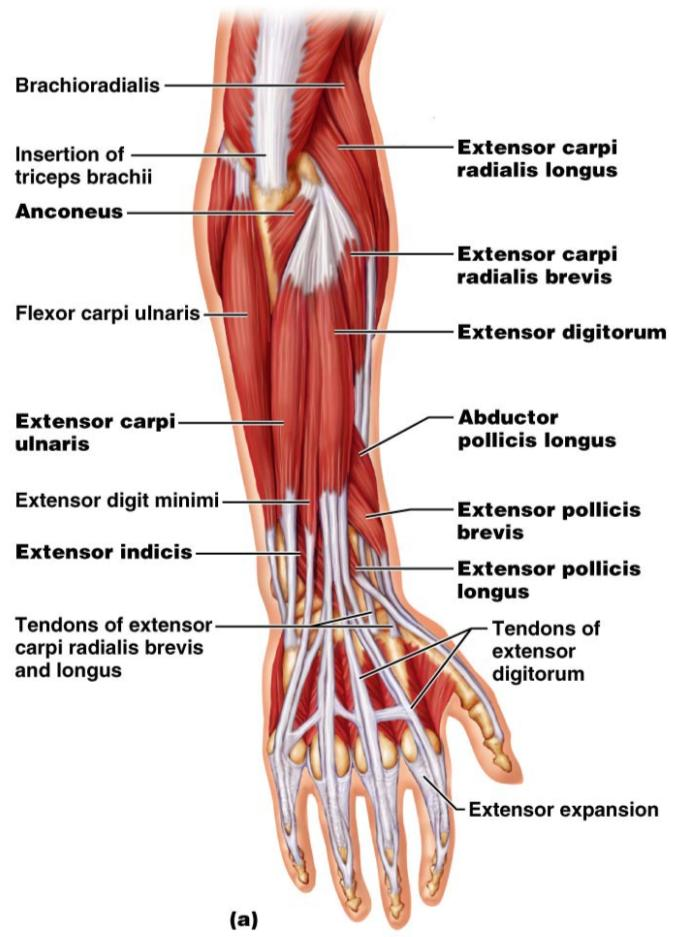 Brachioradialis
Insertion of
triceps brachii
Anconeus
Flexor carpi ulnaris
Extensor carpi
ulnaris
Extensor digit minimi
Extensor indicis
Tendons of extensor
carpi radialis brevis
and longus
Extensor carpi
radialis longus
Extensor carpi
radialis brevis
Extensor digitorum
Abductor
pollicis longus
Extensor pollicis
brevis
Extensor pollicis
longus
Tendons of
extensor
digitorum
Extensor expansion
(a)